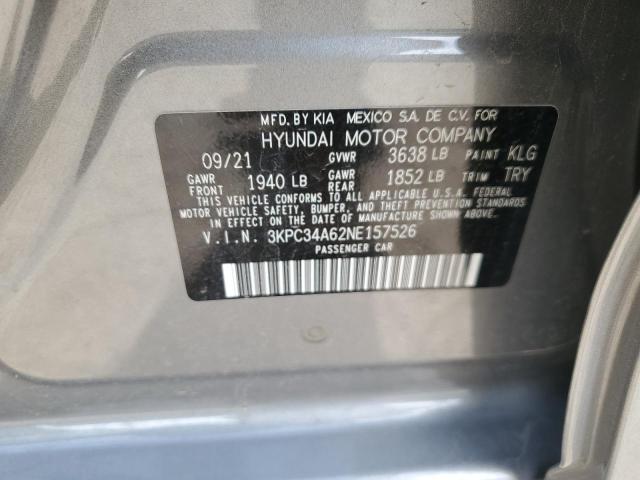 MFD. BY KIA MEXICO S.A. DE C.V. FOR
HYUNDAI MOTOR COMPANY
09/21 GVWR 3638 LB PAINT KLG
GAWR FRONT 1940 LB GAWR REAR 1852 LB TRIM TRY
THIS VEHICLE CONFORMS TO ALL APPLICABLE U.S.A. FEDERAL
MOTOR VEHICLE SAFETY, BUMPER, AND THEFT PREVENTION STANDARDS
IN EFFECT ON THE DATE OF MANUFACTURE SHOWN ABOVE.
V.I.N. 3KPC34A62NE157526
PASSENGER CAR